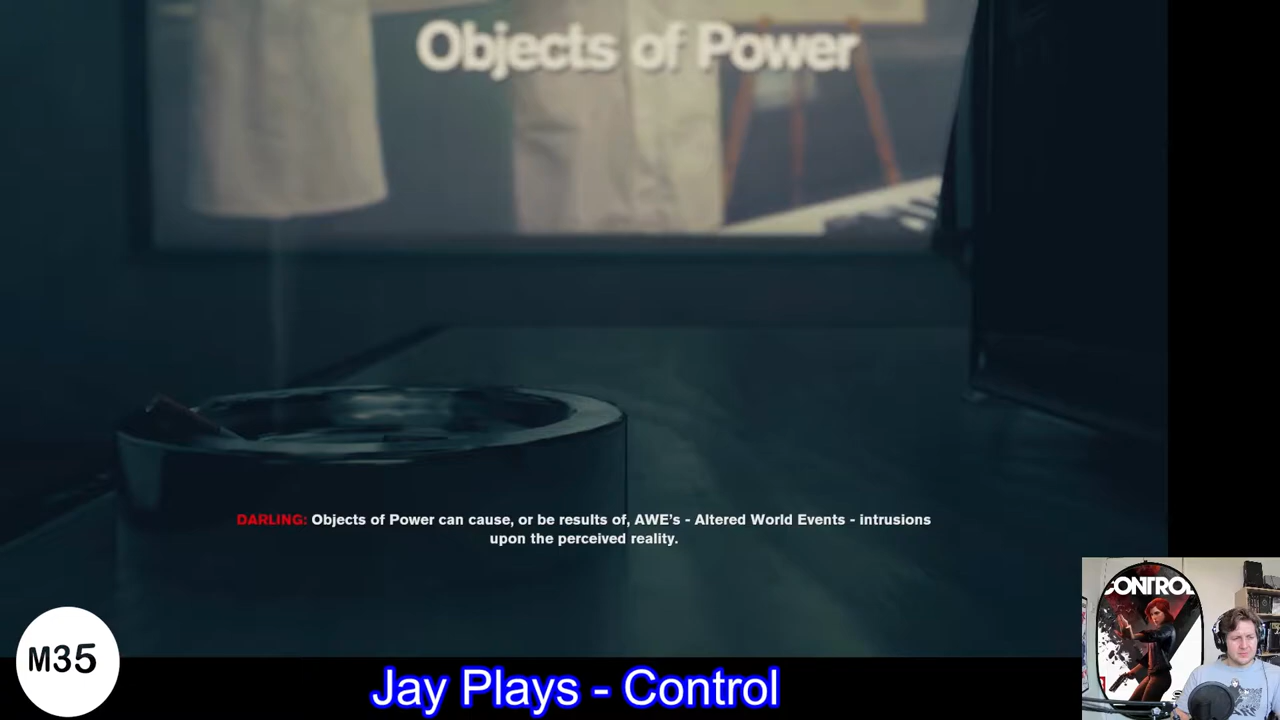 Objects of Power
DARLING: Objects of Power can cause, or be results of, AWE's - Altered World Events - intrusions
upon the perceived reality.
CONTROL
M35
Jay Plays - Control